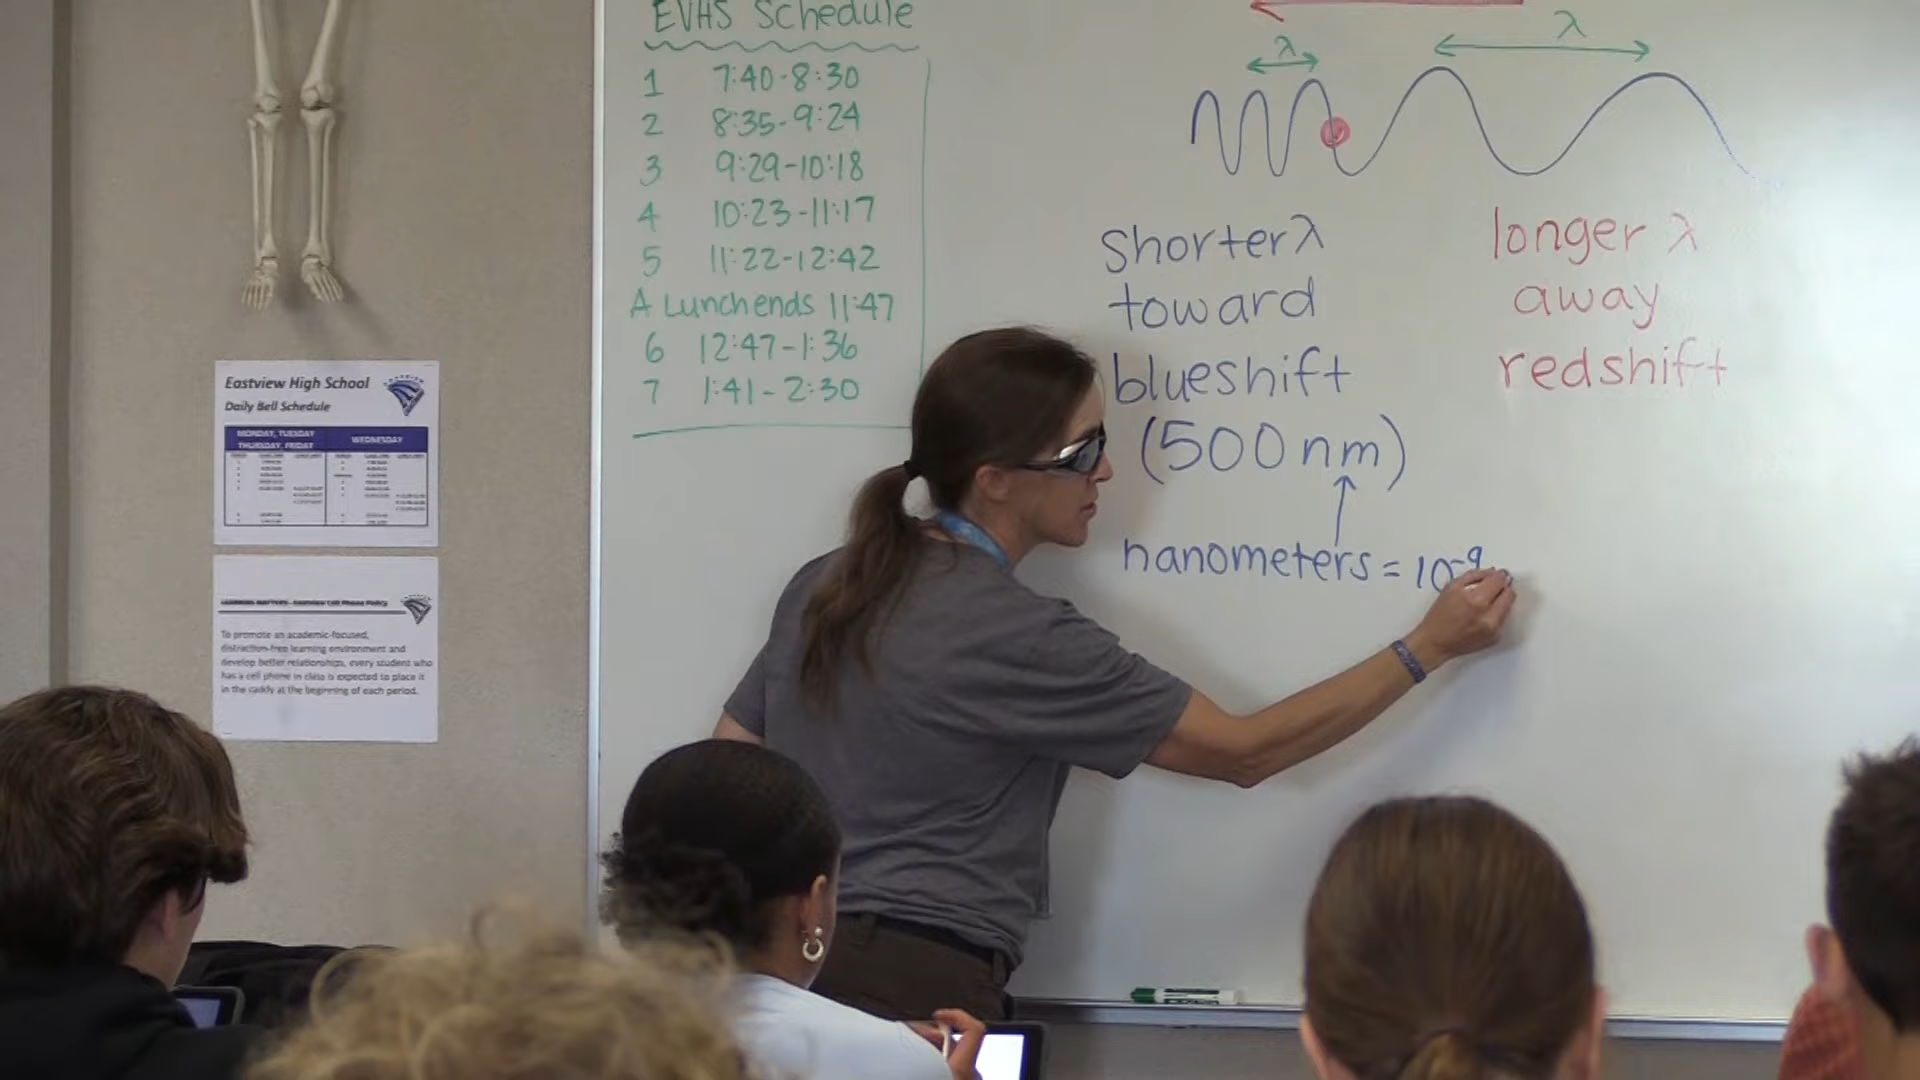 EVHS Schedule
1 7:40-8:30
2 8:35-9:24
3 9:29-10:18
4 10:23-11:17
5 11:22-12:42
A Lunch ends 11:47
6 12:47-1:36
7 1:41-2:30
λ
λ
shorter λ
toward
blueshift
(500 nm)
nanometers = 10-9
longer λ
away
redshift
Eastview High School
Daily Bell Schedule
MONDAY, TUESDAY
THURSDAY, FRIDAY
WEDNESDAY
Eastview Cell Phone Policy
To promote an academic-focused,
distraction-free learning environment and
develop better relationships, every student who
has a cell phone in class is expected to place it
in the caddy at the beginning of each period.